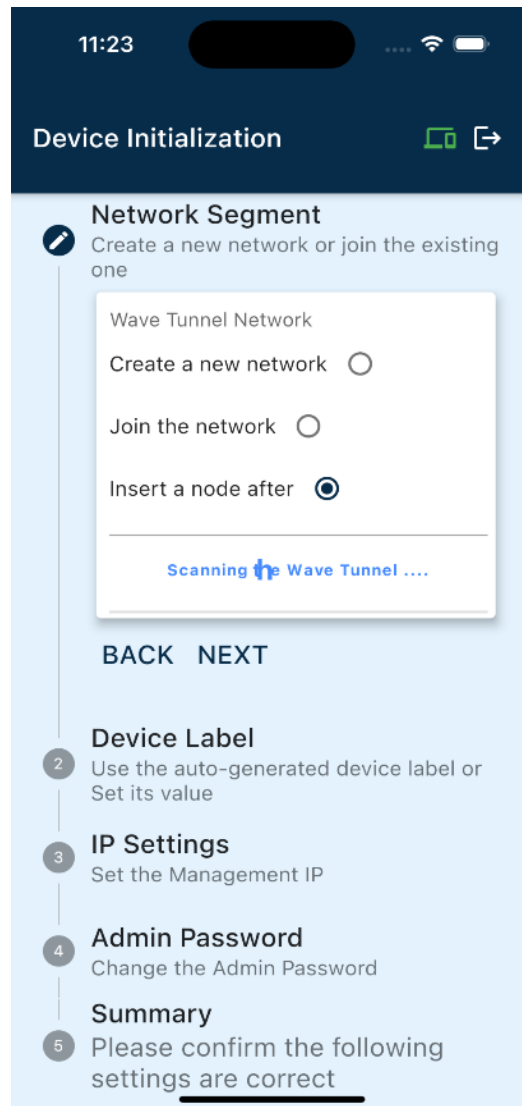 11:23
Device Initialization
Network Segment
Create a new network or join the existing
one
Wave Tunnel Network
Create a new network
Join the network
Insert a node after
Scanning the Wave Tunnel ....
BACK NEXT
Device Label
2
Use the auto-generated device label or
Set its value
IP Settings
3
Set the Management IP
Admin Password
4
Change the Admin Password
Summary
5
Please confirm the following
settings are correct